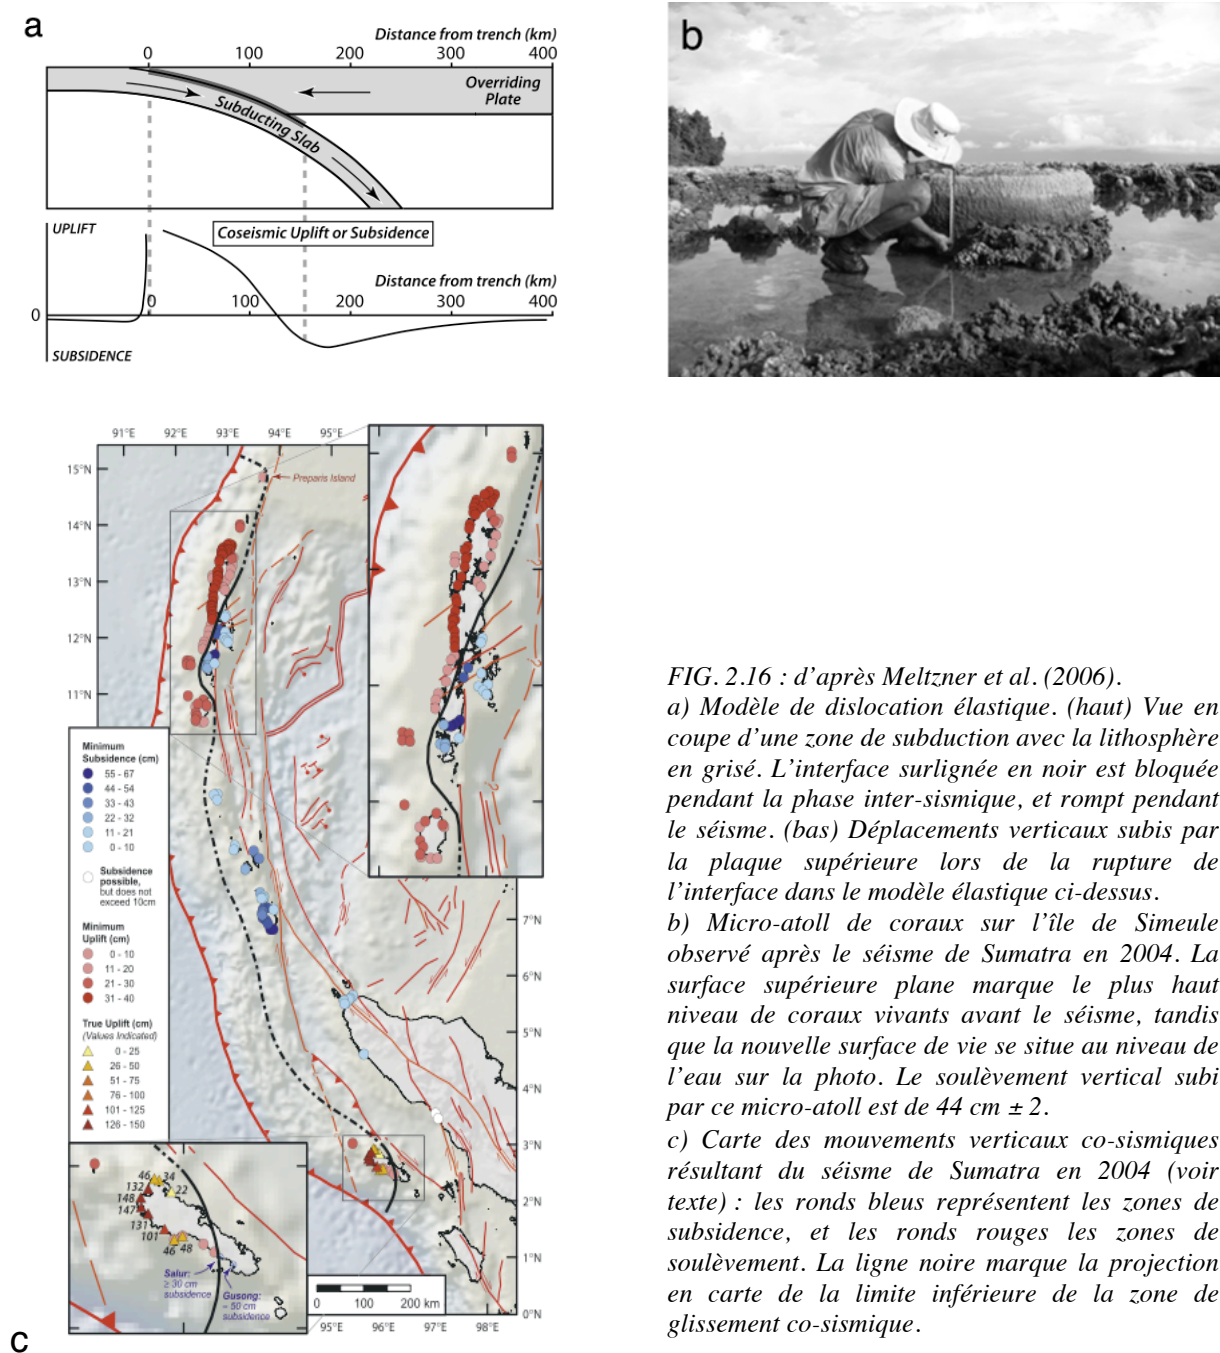 a
Distance from trench (km)
0 100 200 300 400
Overriding
Plate
Subducting Slab
UPLIFT
Coseismic Uplift or Subsidence
Distance from trench (km)
0 100 200 300 400
0
SUBSIDENCE
b
91°E 92°E 93°E 94°E 95°E
15°N
Preparis Island
14°N
13°N
12°N
11°N
Minimum
Subsidence (cm)
55 - 67
44 - 54
33 - 43
22 - 32
11 - 21
0 - 10
Subsidence
possible,
but does not
exceed 10cm
Minimum
Uplift (cm)
0 - 10
11 - 20
21 - 30
31 - 40
True Uplift (cm)
(Values Indicated)
0 - 25
26 - 50
51 - 75
76 - 100
101 - 125
126 - 150
7°N
6°N
5°N
4°N
3°N
2°N
1°N
0°N
46 34
132 22
148
147
131
101
46 48
Salur:
≥ 30 cm
subsidence
Gusong:
~ 50 cm
subsidence
0 100 200 km
95°E 96°E 97°E 98°E
c
FIG. 2.16 : d'après Meltzner et al. (2006).
a) Modèle de dislocation élastique. (haut) Vue en
coupe d'une zone de subduction avec la lithosphère
en grisé. L'interface surlignée en noir est bloquée
pendant la phase inter-sismique, et rompt pendant
le séisme. (bas) Déplacements verticaux subis par
la plaque supérieure lors de la rupture de
l'interface dans le modèle élastique ci-dessus.
b) Micro-atoll de coraux sur l'île de Simeule
observé après le séisme de Sumatra en 2004. La
surface supérieure plane marque le plus haut
niveau de coraux vivants avant le séisme, tandis
que la nouvelle surface de vie se situe au niveau de
l'eau sur la photo. Le soulèvement vertical subi
par ce micro-atoll est de 44 cm ± 2.
c) Carte des mouvements verticaux co-sismiques
résultant du séisme de Sumatra en 2004 (voir
texte) : les ronds bleus représentent les zones de
subsidence, et les ronds rouges les zones de
soulèvement. La ligne noire marque la projection
en carte de la limite inférieure de la zone de
glissement co-sismique.